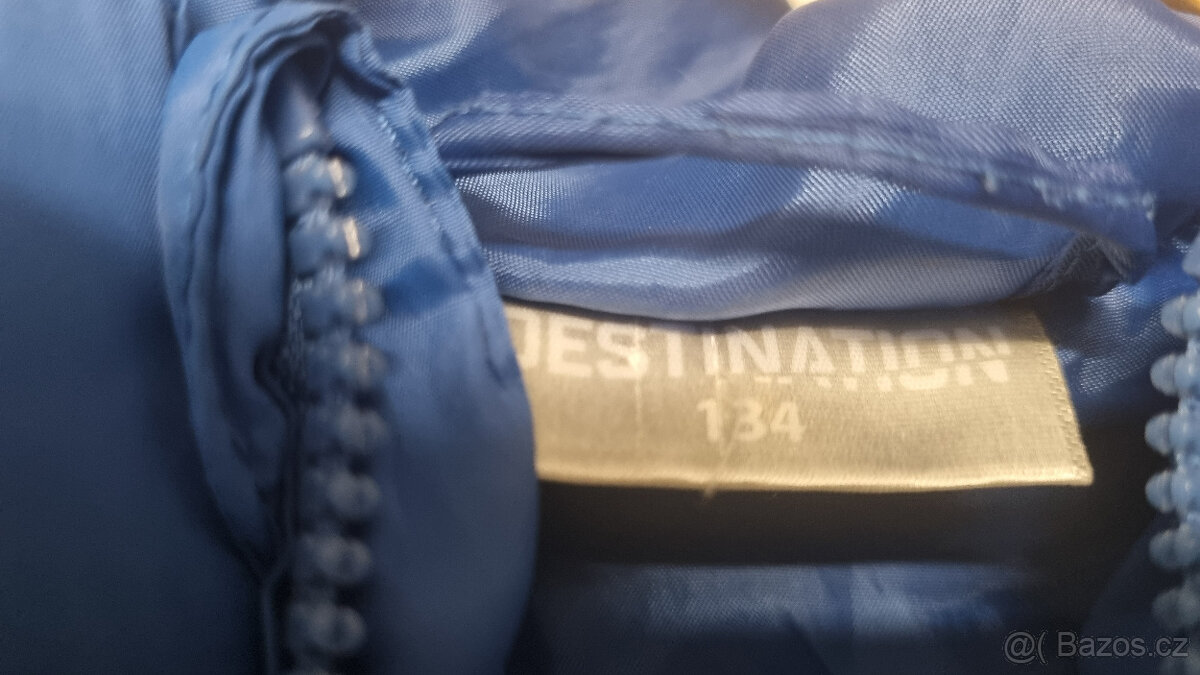 DESTINATION
134
@( Bazos.cz